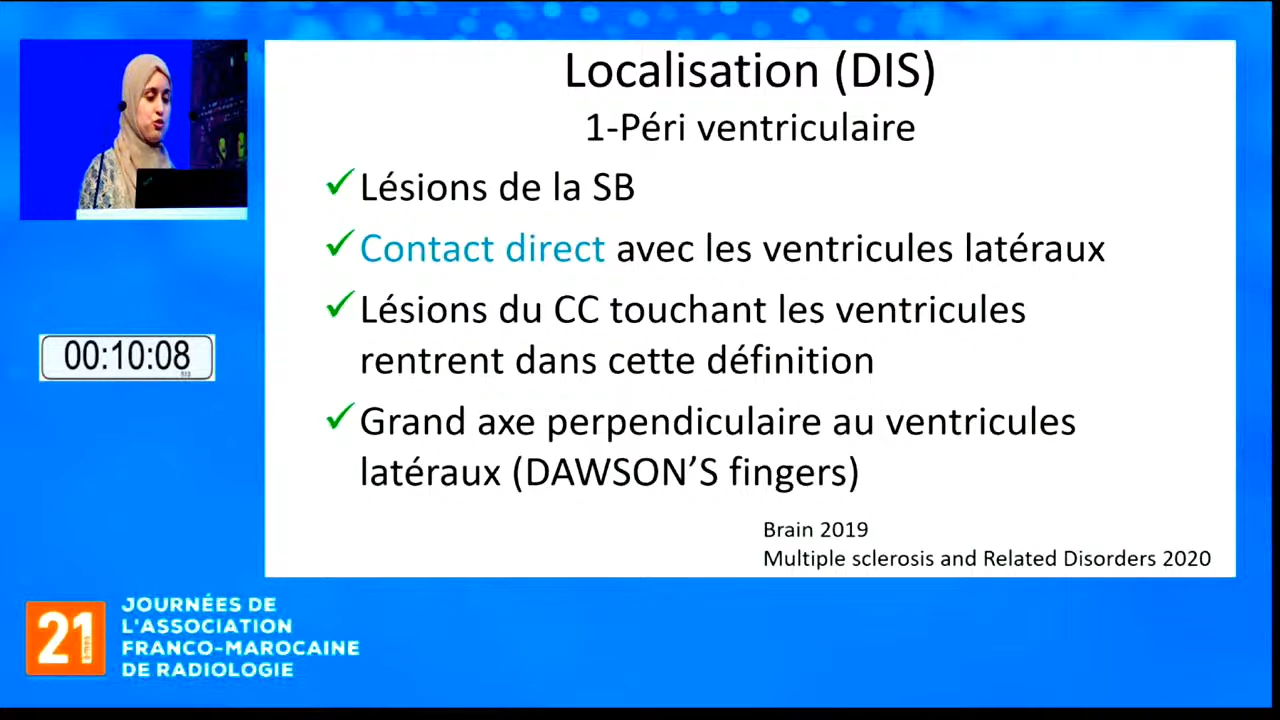 Localisation (DIS)
1-Péri ventriculaire
Lésions de la SB
Contact direct avec les ventricules latéraux
Lésions du CC touchant les ventricules
rentrent dans cette définition
Grand axe perpendiculaire au ventricules
latéraux (DAWSON'S fingers)
Brain 2019
Multiple sclerosis and Related Disorders 2020
00:10:08
21
èmes
JOURNÉES DE
L'ASSOCIATION
FRANCO-MAROCAINE
DE RADIOLOGIE